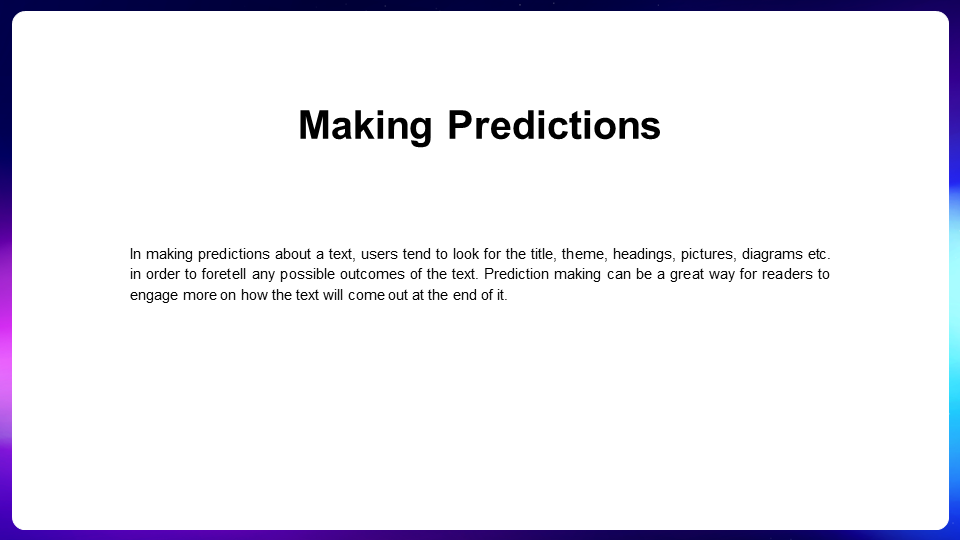 Making Predictions
In making predictions about a text, users tend to look for the title, theme, headings, pictures, diagrams etc.
in order to foretell any possible outcomes of the text. Prediction making can be a great way for readers to
engage more on how the text will come out at the end of it.